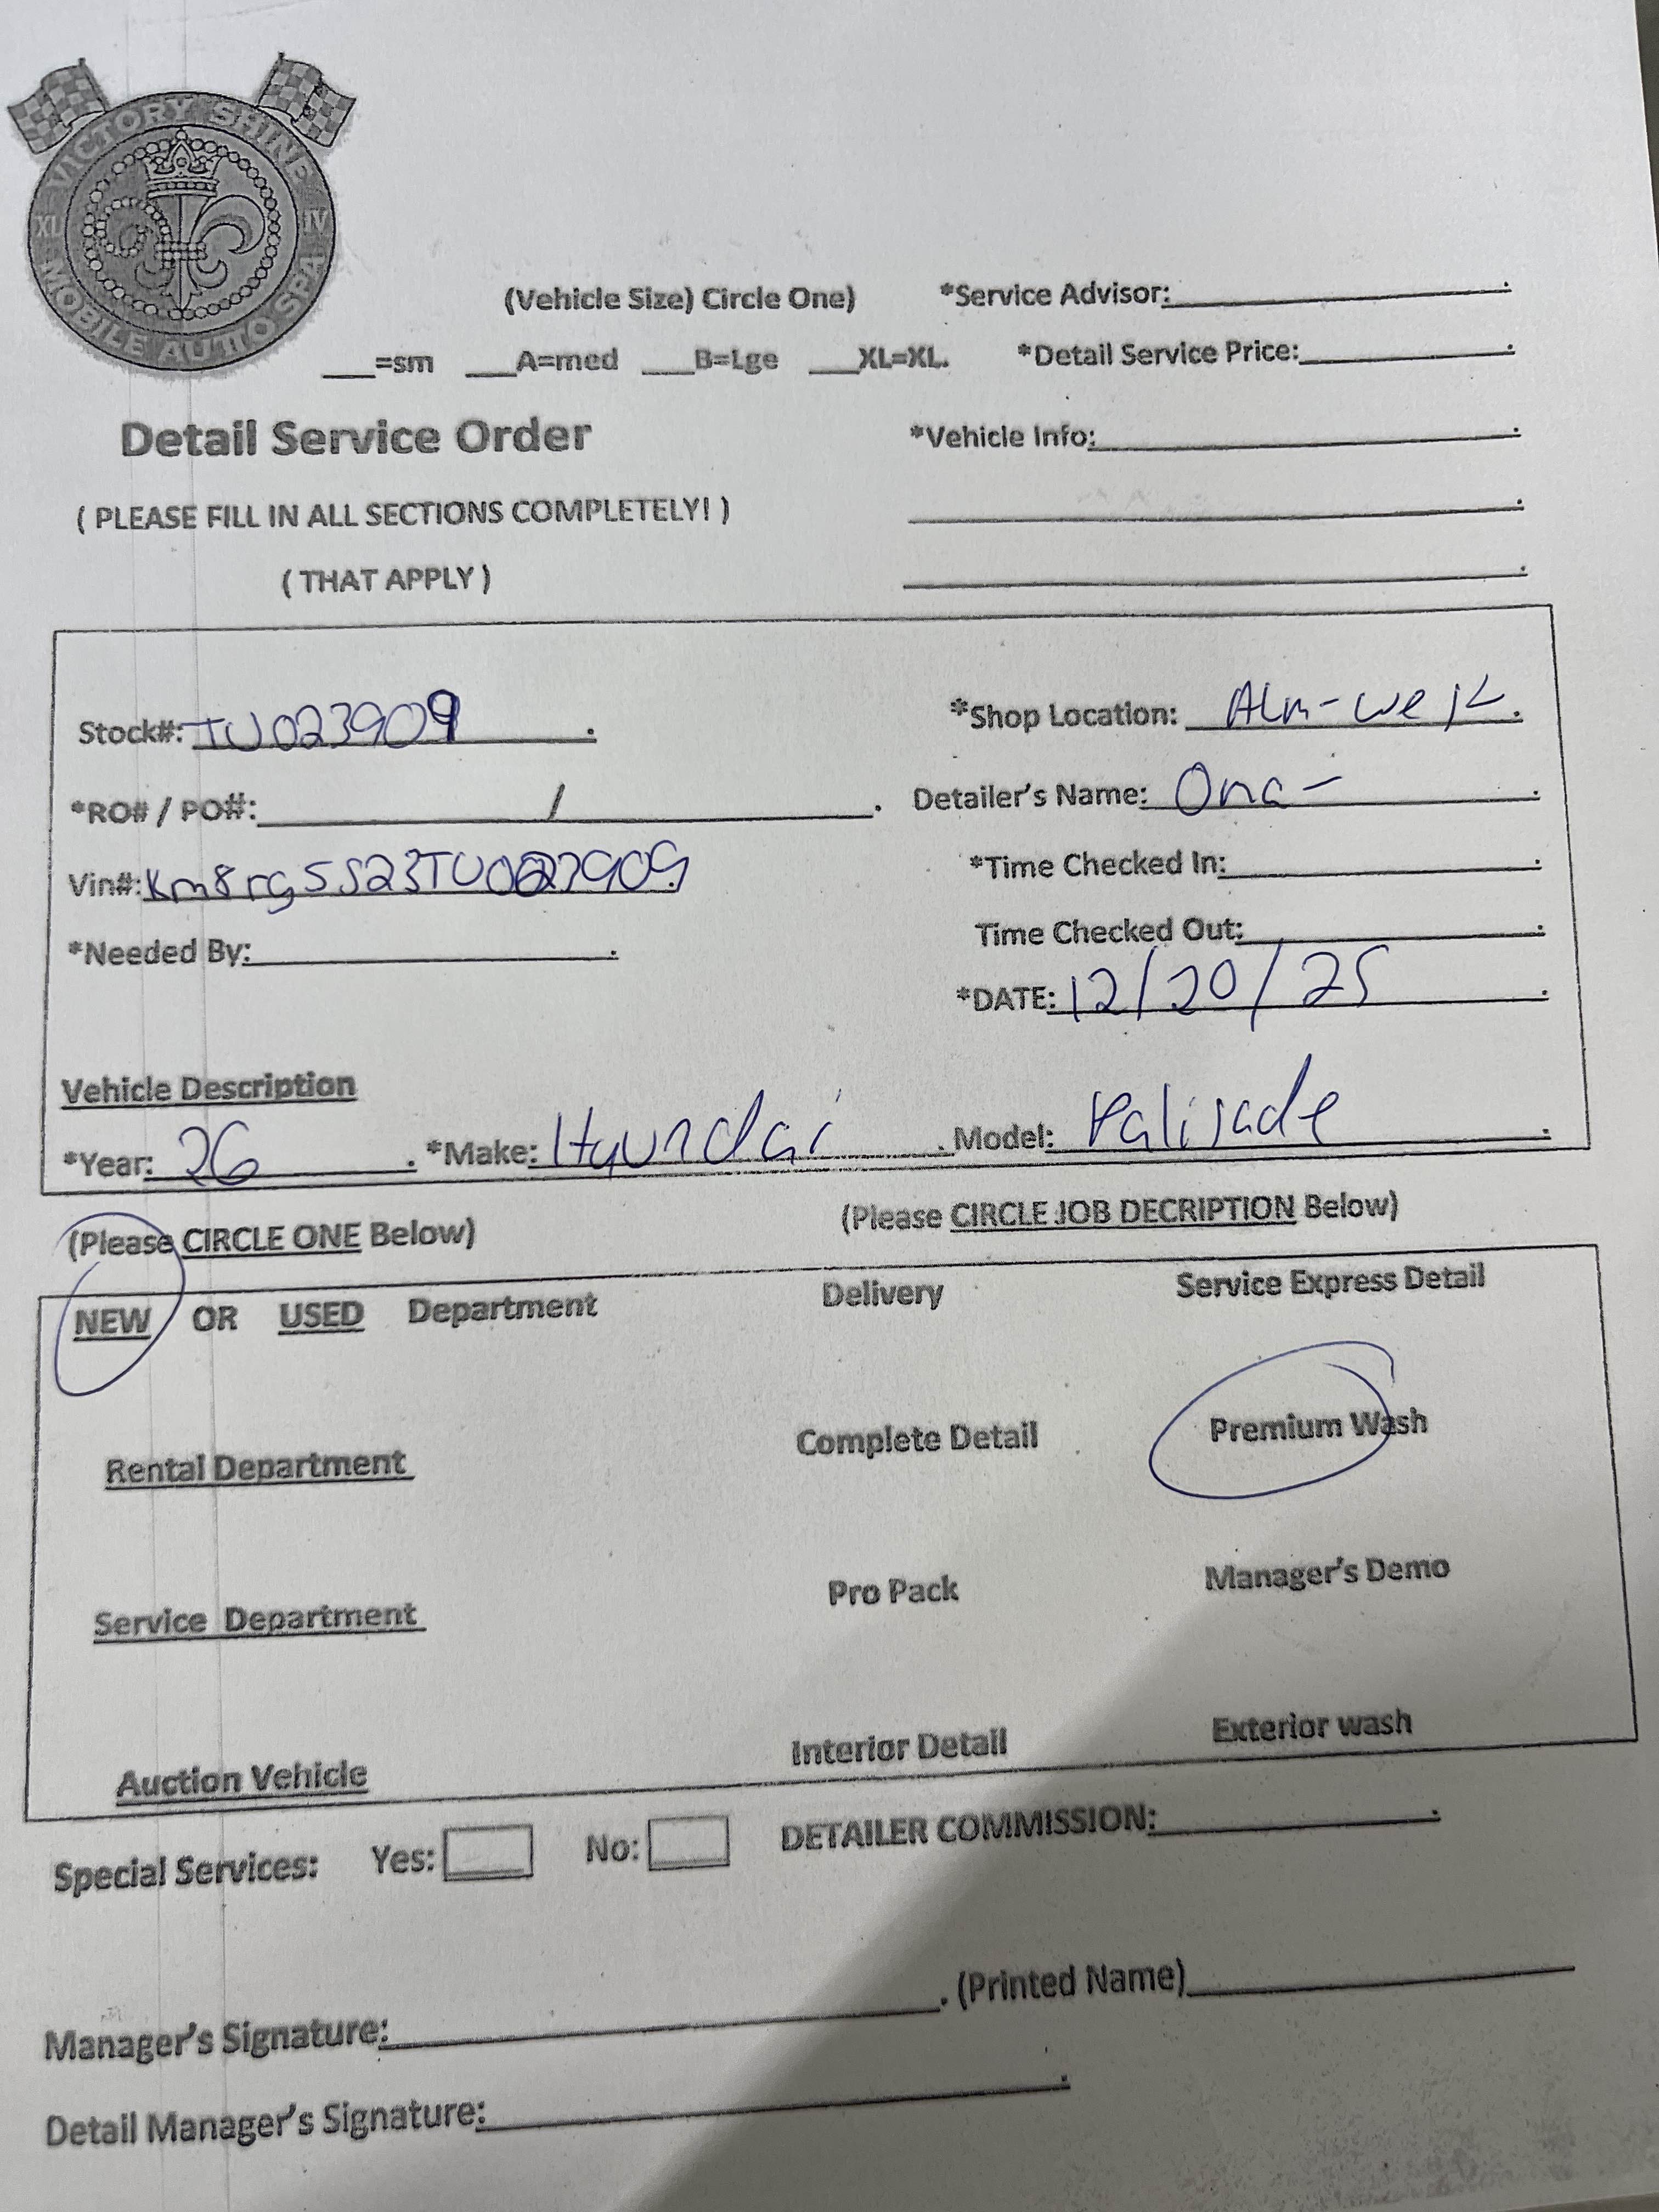 VICTORY SHINE
XL IV
MOBILE AUTO SPA
(Vehicle Size) Circle One) *Service Advisor:
=sm A=med B=Lge XL=XL. *Detail Service Price:
Detail Service Order *Vehicle Info:
( PLEASE FILL IN ALL SECTIONS COMPLETELY! )
( THAT APPLY )
Stock#: TU023909 *Shop Location: Alm-
*RO# / PO#: / Detailer's Name:
Vin#: Km8rg5S23TU023909 *Time Checked In:
*Needed By: Time Checked Out:
*DATE: 12/20/25
Vehicle Description
*Year: 26 *Make: Hyundai Model: Palisade
(Please CIRCLE ONE Below) (Please CIRCLE JOB DECRIPTION Below)
NEW OR USED Department Delivery Service Express Detail
Rental Department Complete Detail Premium Wash
Service Department Pro Pack Manager's Demo
Auction Vehicle Interior Detail Exterior wash
Special Services: Yes: No: DETAILER COMMISSION:
Manager's Signature: (Printed Name)
Detail Manager's Signature: